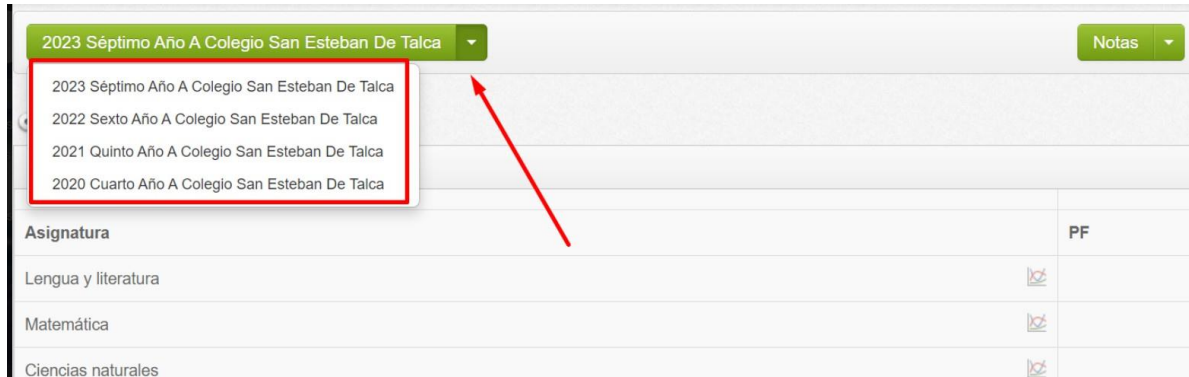 2023 Séptimo Año A Colegio San Esteban De Talca
Notas
2023 Séptimo Año A Colegio San Esteban De Talca
2022 Sexto Año A Colegio San Esteban De Talca
2021 Quinto Año A Colegio San Esteban De Talca
2020 Cuarto Año A Colegio San Esteban De Talca
Asignatura
PF
Lengua y literatura
Matemática
Ciencias naturales